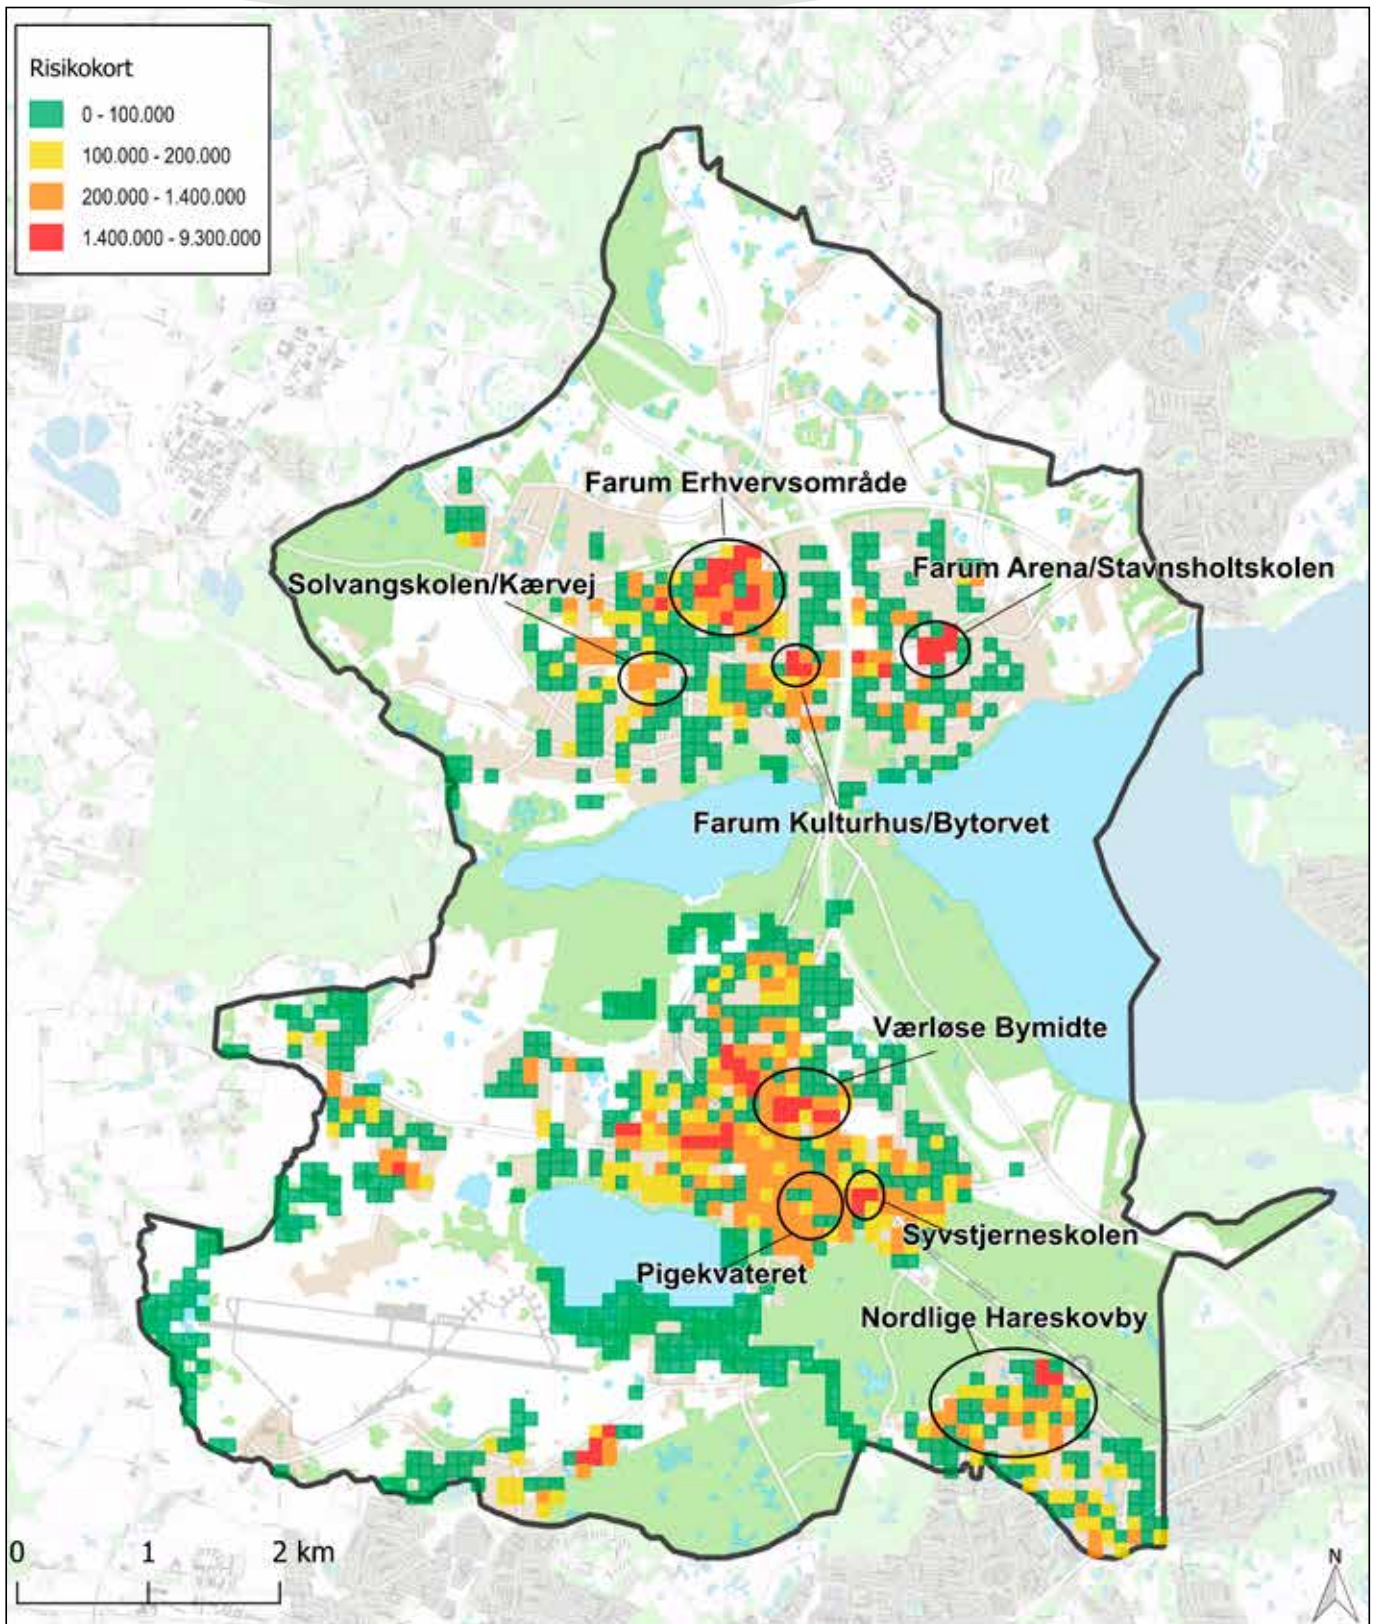 Risikokort
0 - 100.000
100.000 - 200.000
200.000 - 1.400.000
1.400.000 - 9.300.000
Farum Erhvervsområde
Farum Arena/Stavnsholtskolen
Solvangskolen/Kærvej
Farum Kulturhus/Bytorvet
Værløse Bymidte
Syvstjerneskolen
Pigekvateret
Nordlige Hareskovby
0 1 2 km
N